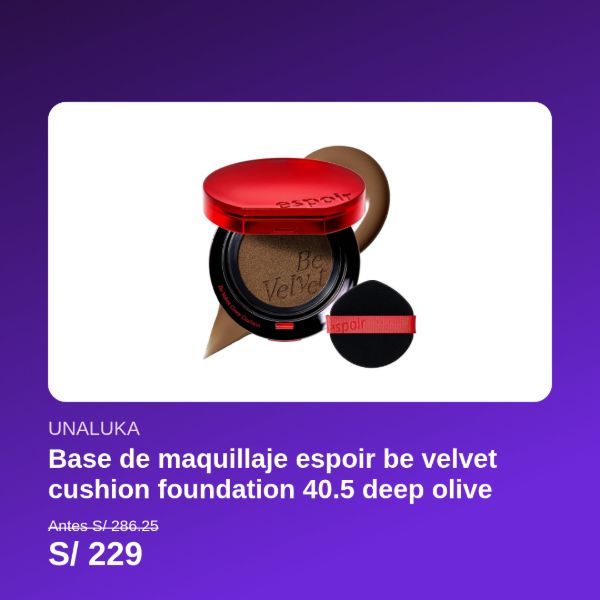 espoir
Be
Velvet
espoir
UNALUKA
Base de maquillaje espoir be velvet
cushion foundation 40.5 deep olive
Antes S/ 286.25
S/ 229